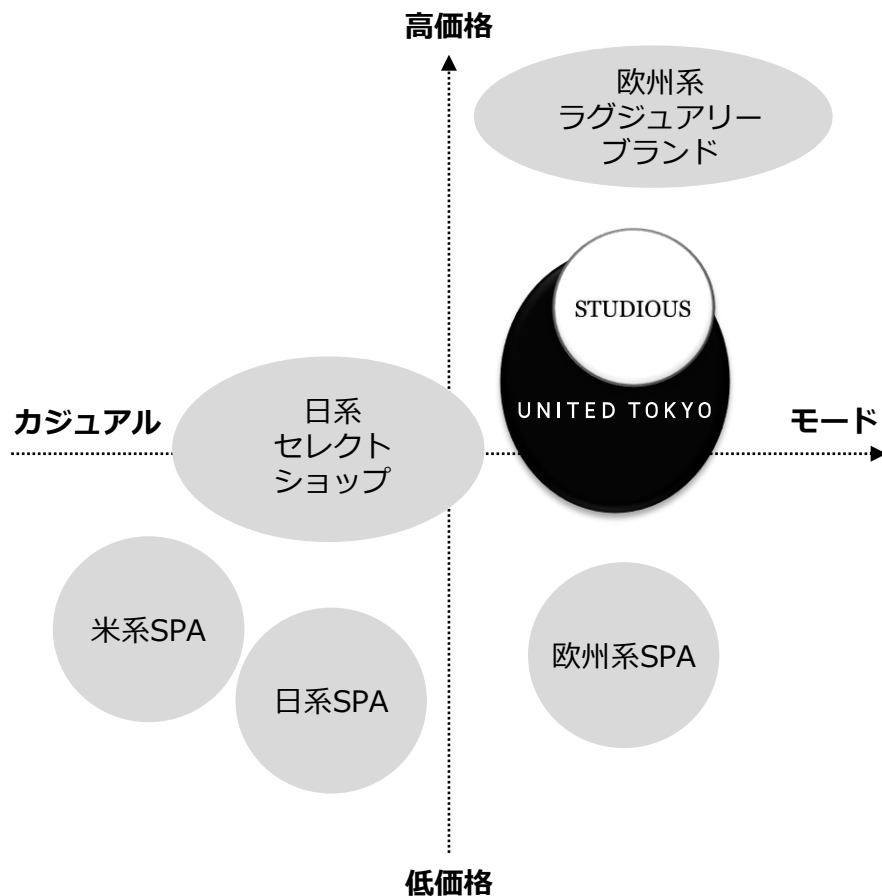 高価格
欧州系
ラグジュアリー
ブランド
STUDIOUS
UNITED TOKYO
カジュアル
日系
セレクト
ショップ
モード
米系SPA
日系SPA
欧州系SPA
低価格